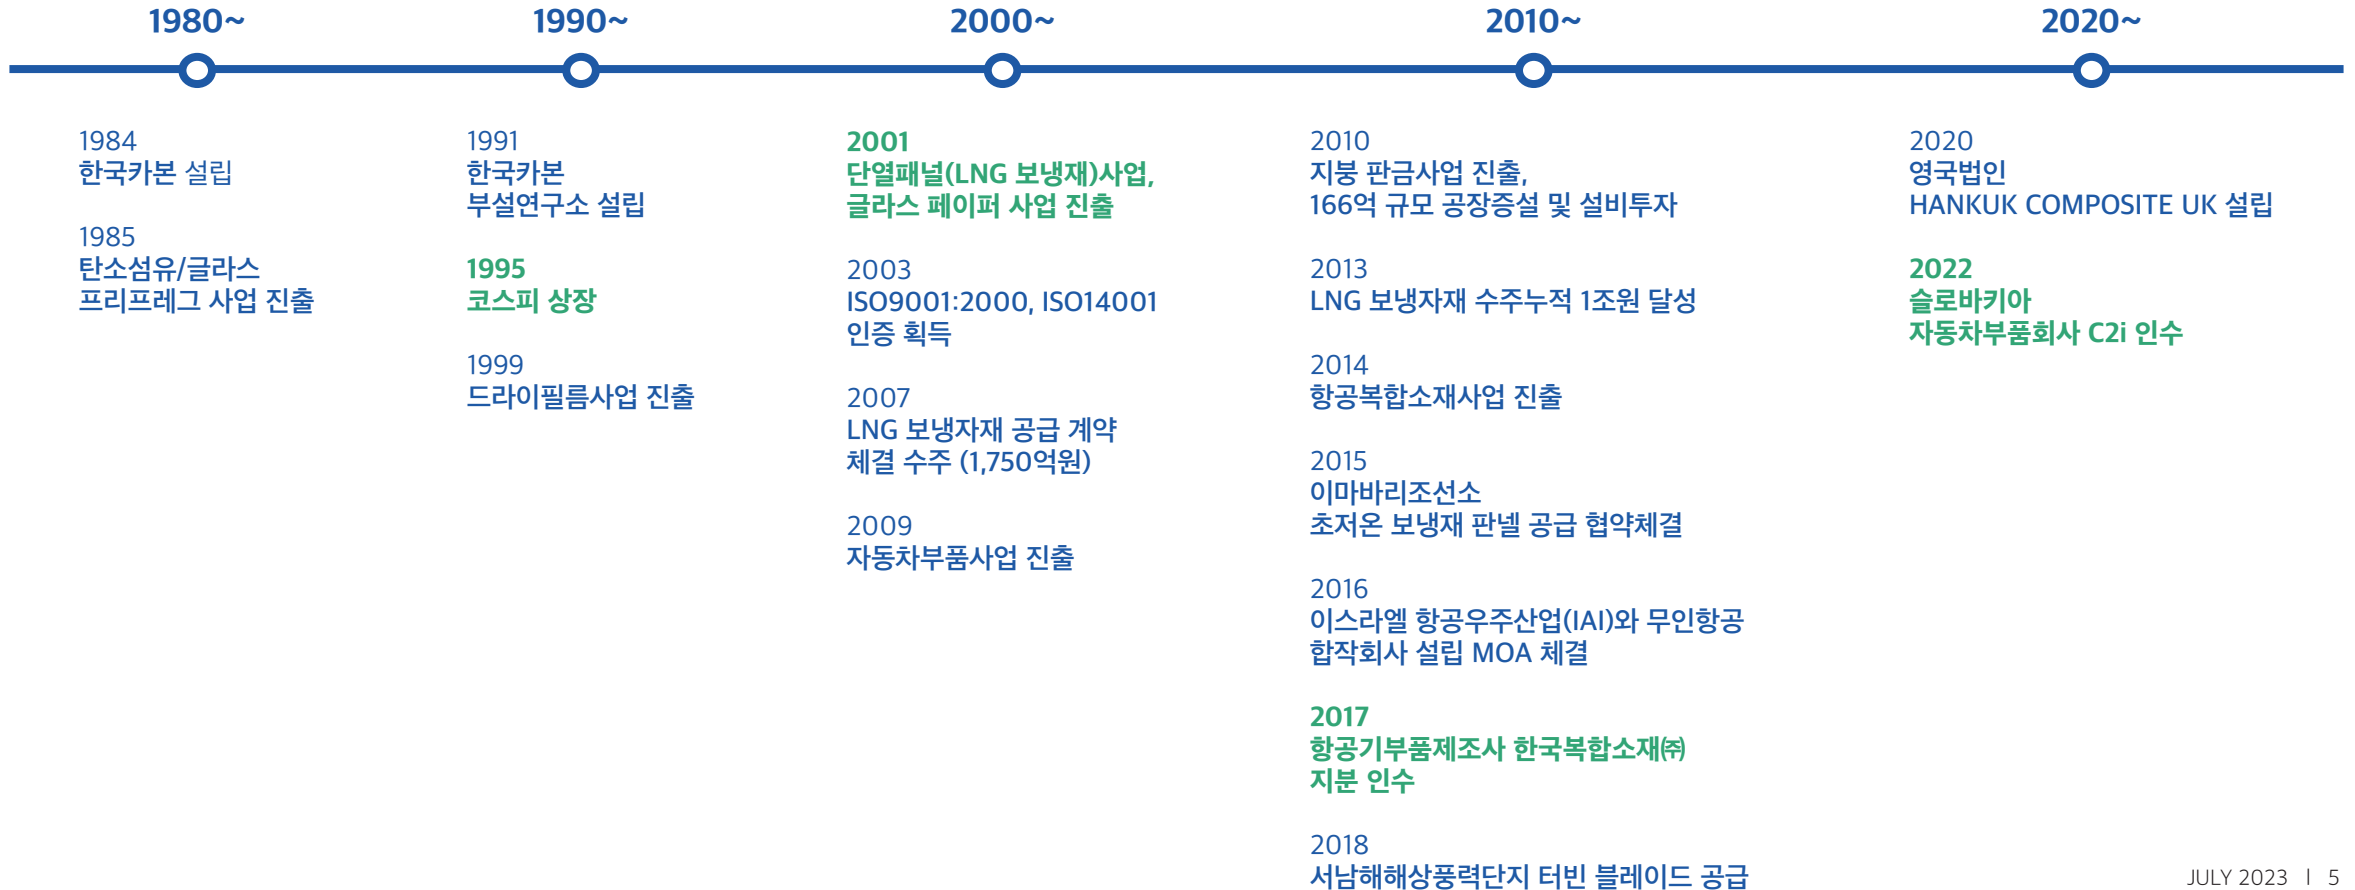 1980~
1984
한국카본 설립
1985
탄소섬유/글라스
프리프레그 사업 진출
1990~
1991
한국카본
부설연구소 설립
1995
코스피 상장
1999
드라이필름사업 진출
2000~
2001
단열패널(LNG 보냉재)사업,
글라스 페이퍼 사업 진출
2003
ISO9001:2000, ISO14001
인증 획득
2007
LNG 보냉자재 공급 계약
체결 수주 (1,750억원)
2009
자동차부품사업 진출
2010~
2010
지붕 판금사업 진출,
166억 규모 공장증설 및 설비투자
2013
LNG 보냉자재 수주누적 1조원 달성
2014
항공복합소재사업 진출
2015
이마바리조선소
초저온 보냉재 판넬 공급 협약체결
2016
이스라엘 항공우주산업(IAI)와 무인항공
합작회사 설립 MOA 체결
2017
항공기부품제조사 한국복합소재㈜
지분 인수
2018
서남해해상풍력단지 터빈 블레이드 공급
2020~
2020
영국법인
HANKUK COMPOSITE UK 설립
2022
슬로바키아
자동차부품회사 C2i 인수
JULY 2023 | 5